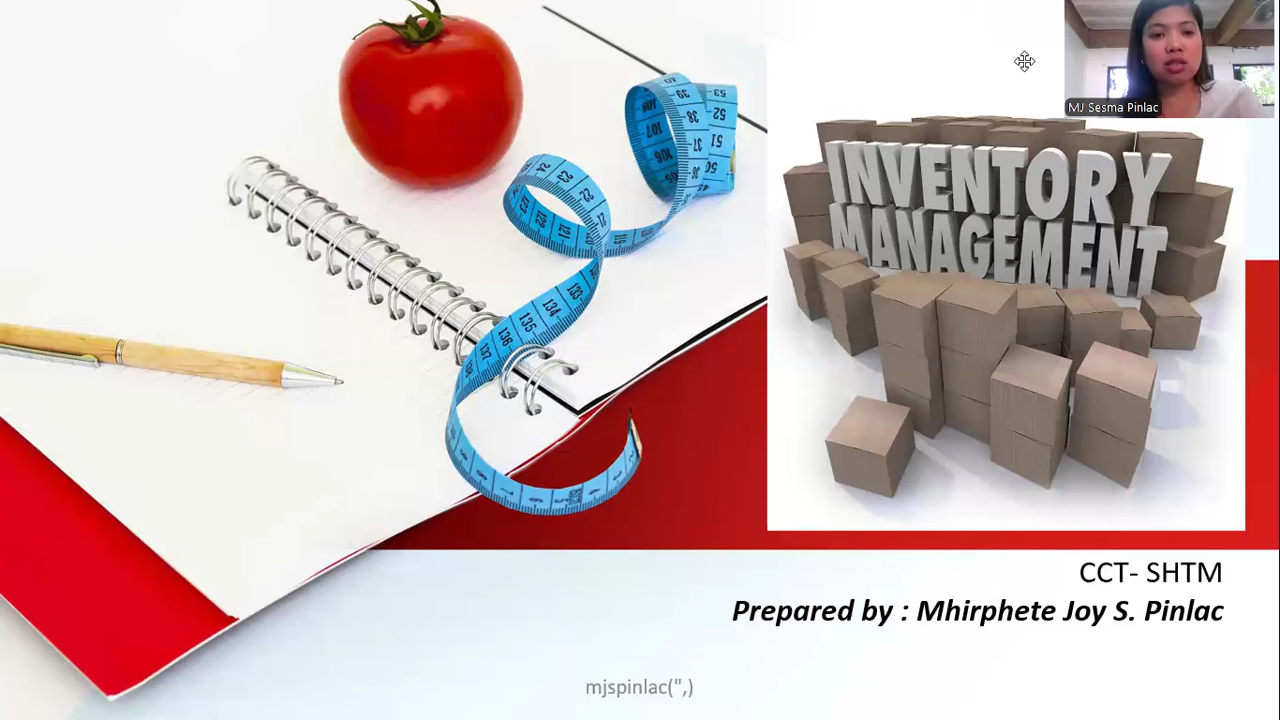 MJ Sesma Pinlac
INVENTORY
MANAGEMENT
CCT- SHTM
Prepared by : Mhirphete Joy S. Pinlac
mjspinlac(",)